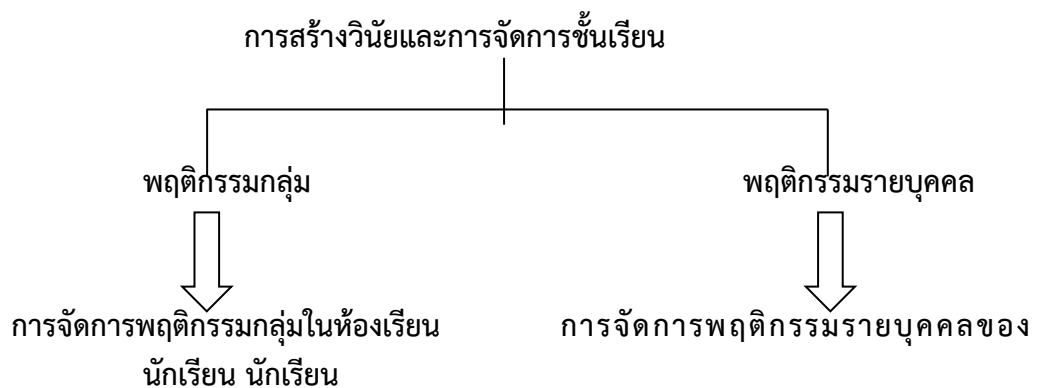 การสร้างวินัยและการจัดการชั้นเรียน
พฤติกรรมกลุ่ม พฤติกรรมรายบุคคล
การจัดการพฤติกรรมกลุ่มในห้องเรียน การจัดการพฤติกรรมรายบุคคลของ
นักเรียน นักเรียน